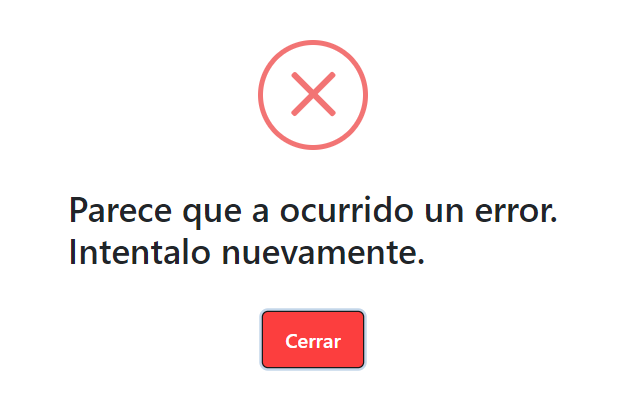 Parece que a ocurrido un error.
Intentalo nuevamente.
Cerrar